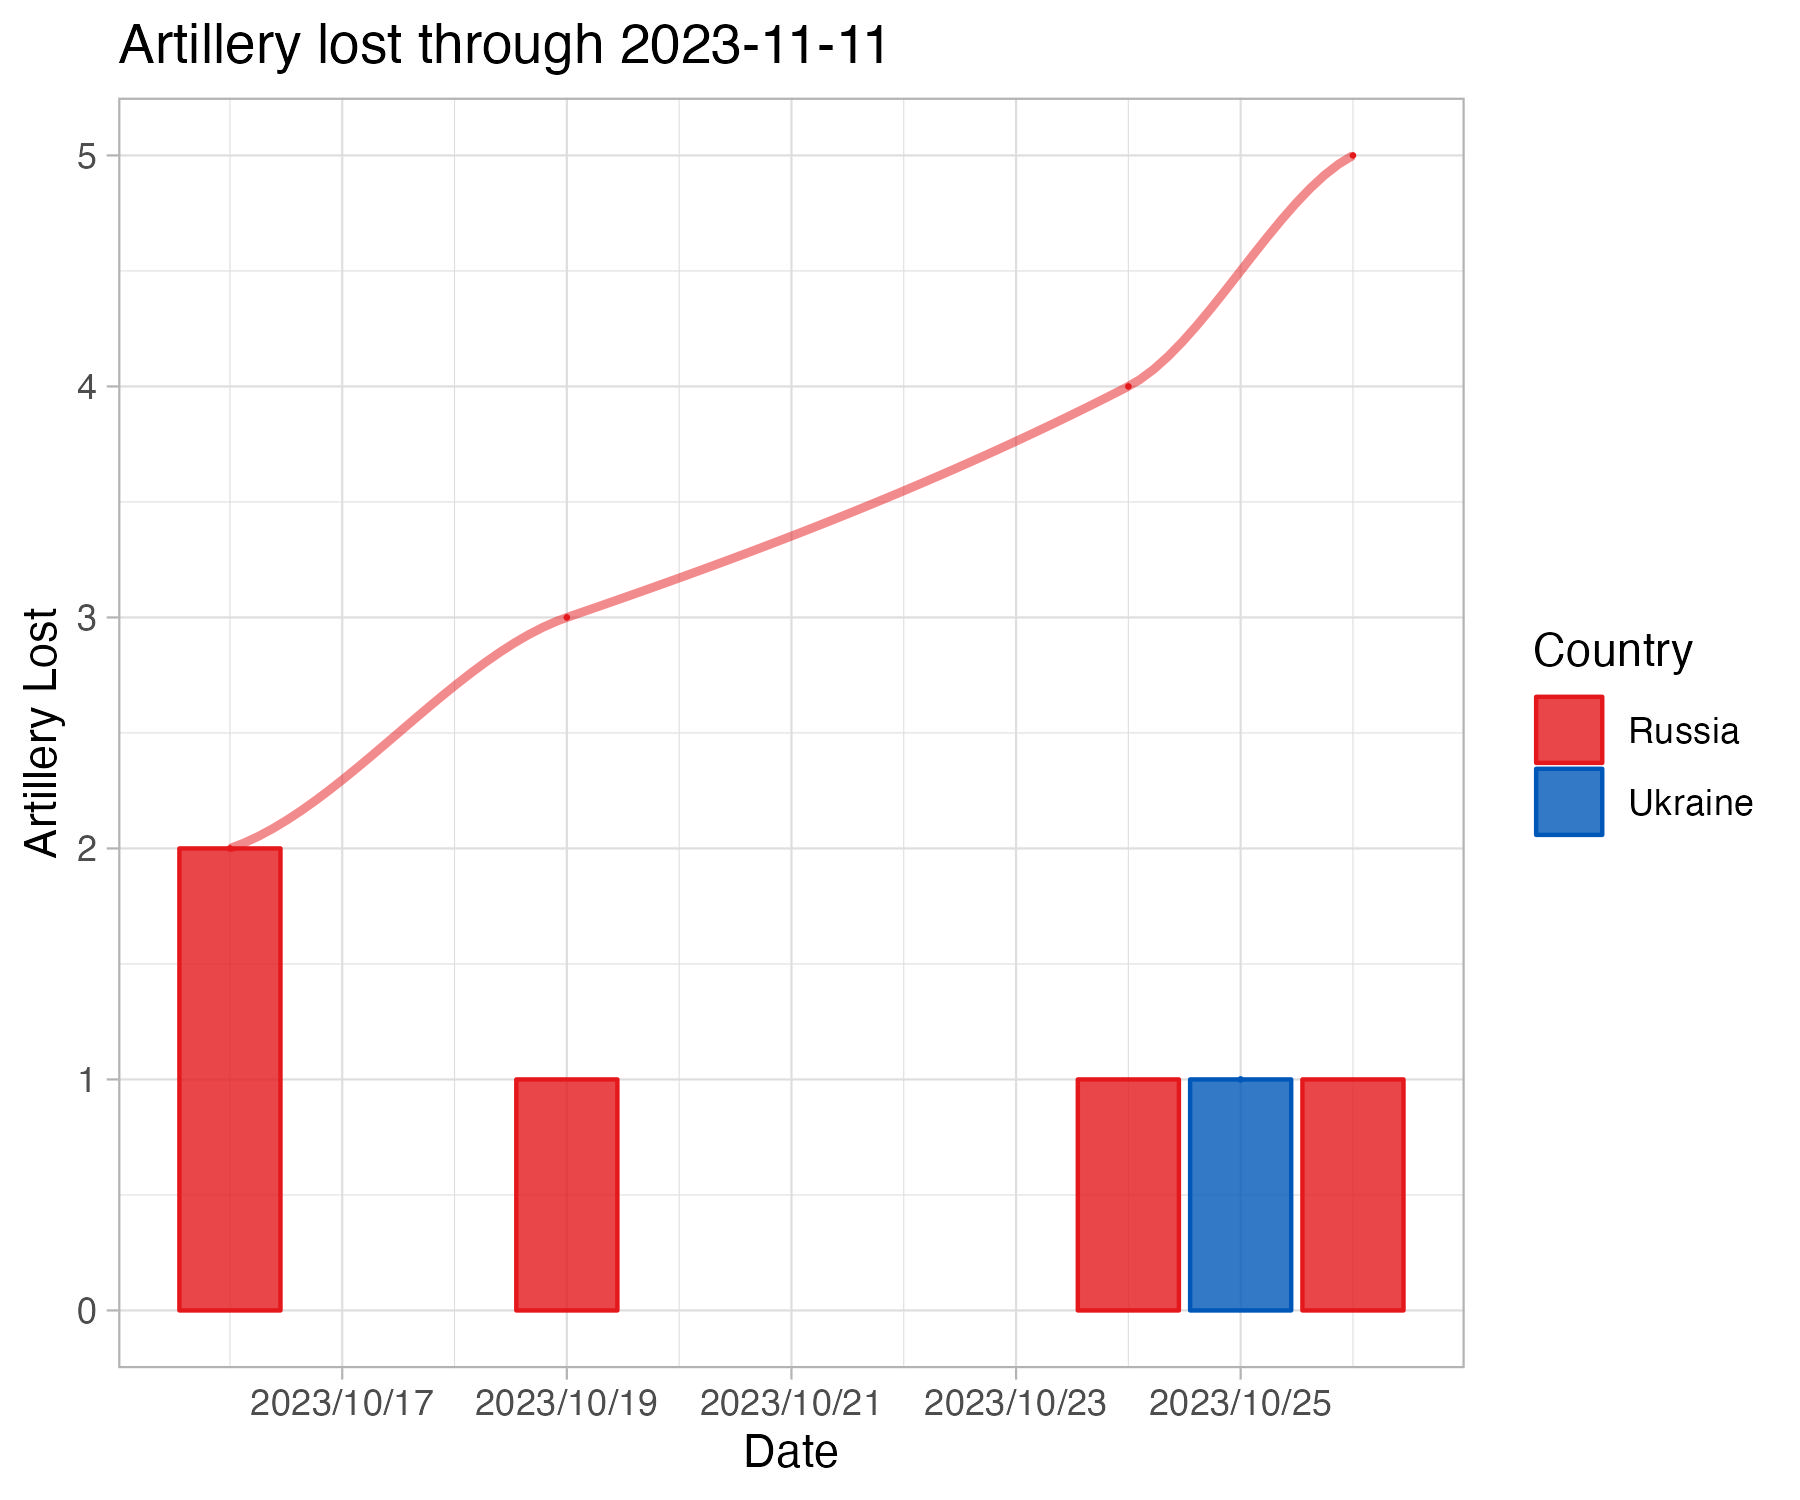 Artillery lost through 2023-11-11
Artillery Lost
5
4
3
2
1
0
2023/10/17 2023/10/19 2023/10/21 2023/10/23 2023/10/25
Date
Country
Russia
Ukraine